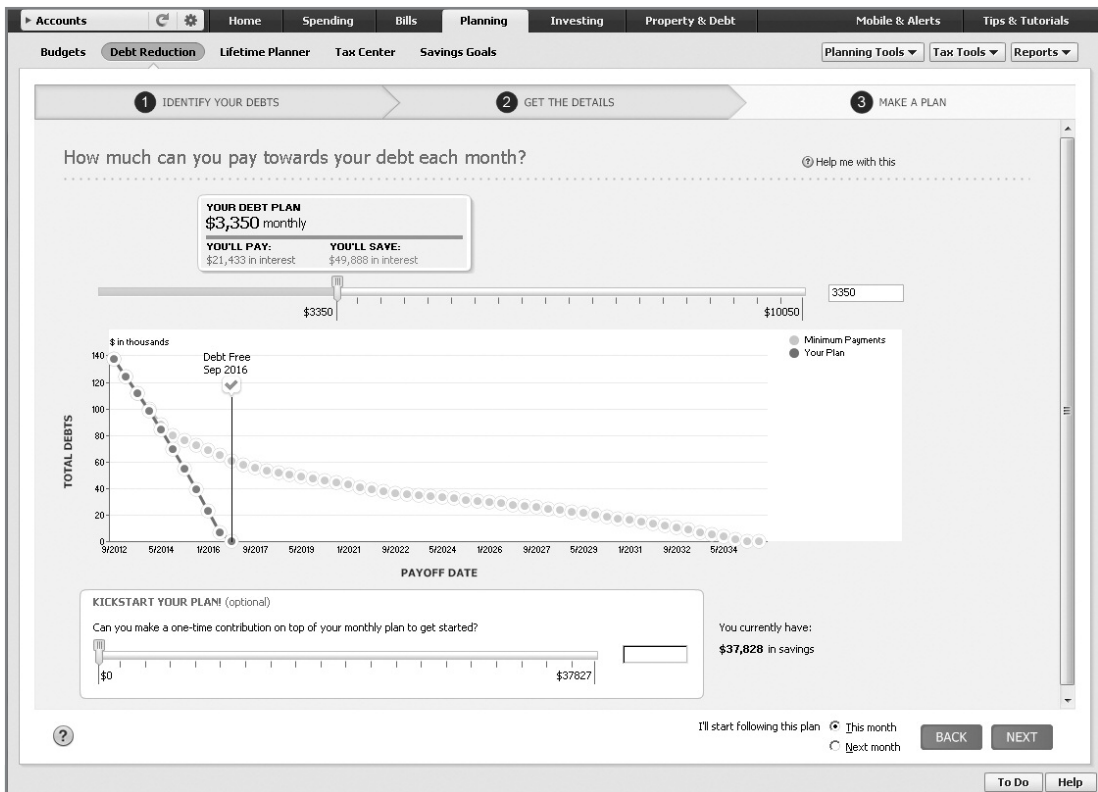 Accounts Home Spending Bills Planning Investing Property & Debt Mobile & Alerts Tips & Tutorials
Budgets Debt Reduction Lifetime Planner Tax Center Savings Goals Planning Tools Tax Tools Reports
1 IDENTIFY YOUR DEBTS 2 GET THE DETAILS 3 MAKE A PLAN
How much can you pay towards your debt each month? ? Help me with this
YOUR DEBT PLAN
$3,350 monthly
YOU'LL PAY: YOU'LL SAVE:
$21,433 in interest $49,888 in interest
3350
$3350 $10050
$ in thousands
Minimum Payments
Your Plan
Debt Free
Sep 2016
TOTAL DEBTS
140
120
100
80
60
40
20
0
9/2012 5/2014 1/2016 9/2017 5/2019 1/2021 9/2022 5/2024 1/2026 9/2027 5/2029 1/2031 9/2032 5/2034
PAYOFF DATE
KICKSTART YOUR PLAN! (optional)
Can you make a one-time contribution on top of your monthly plan to get started?
$0 $37827
You currently have:
$37,828 in savings
I'll start following this plan This month
Next month
? BACK NEXT
To Do Help